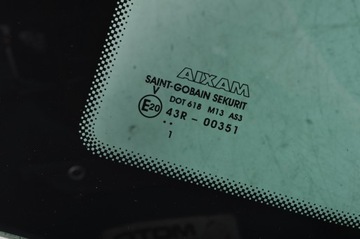 AIXAM
SAINT-GOBAIN SEKURIT
V DOT 618 M13 AS3
E20 43R - 00351
..
1